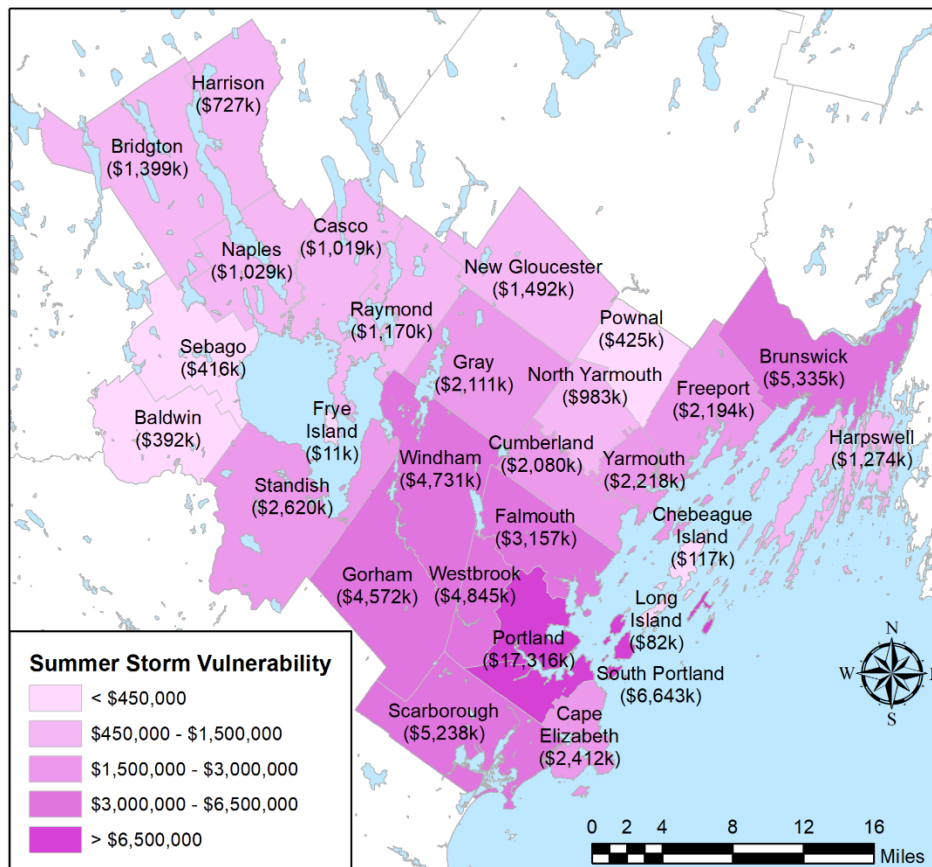 Harrison
($727k)
Bridgton
($1,399k)
Naples
($1,029k)
Casco
($1,019k)
New Gloucester
($1,492k)
Raymond
($1,170k)
Pownal
($425k)
Sebago
($416k)
Gray
($2,111k)
North Yarmouth
($983k)
Freeport
($2,194k)
Brunswick
($5,335k)
Baldwin
($392k)
Frye
Island
($11k)
Harpswell
($1,274k)
Windham
($4,731k)
Cumberland
($2,080k)
Yarmouth
($2,218k)
Standish
($2,620k)
Falmouth
($3,157k)
Chebeague
Island
($117k)
Gorham
($4,572k)
Westbrook
($4,845k)
Long
Island
($82k)
Portland
($17,316k)
South Portland
($6,643k)
Scarborough
($5,238k)
Cape
Elizabeth
($2,412k)
N
W
E
S
Summer Storm Vulnerability
< $450,000
$450,000 - $1,500,000
$1,500,000 - $3,000,000
$3,000,000 - $6,500,000
> $6,500,000
0 2 4 8 12 16
Miles